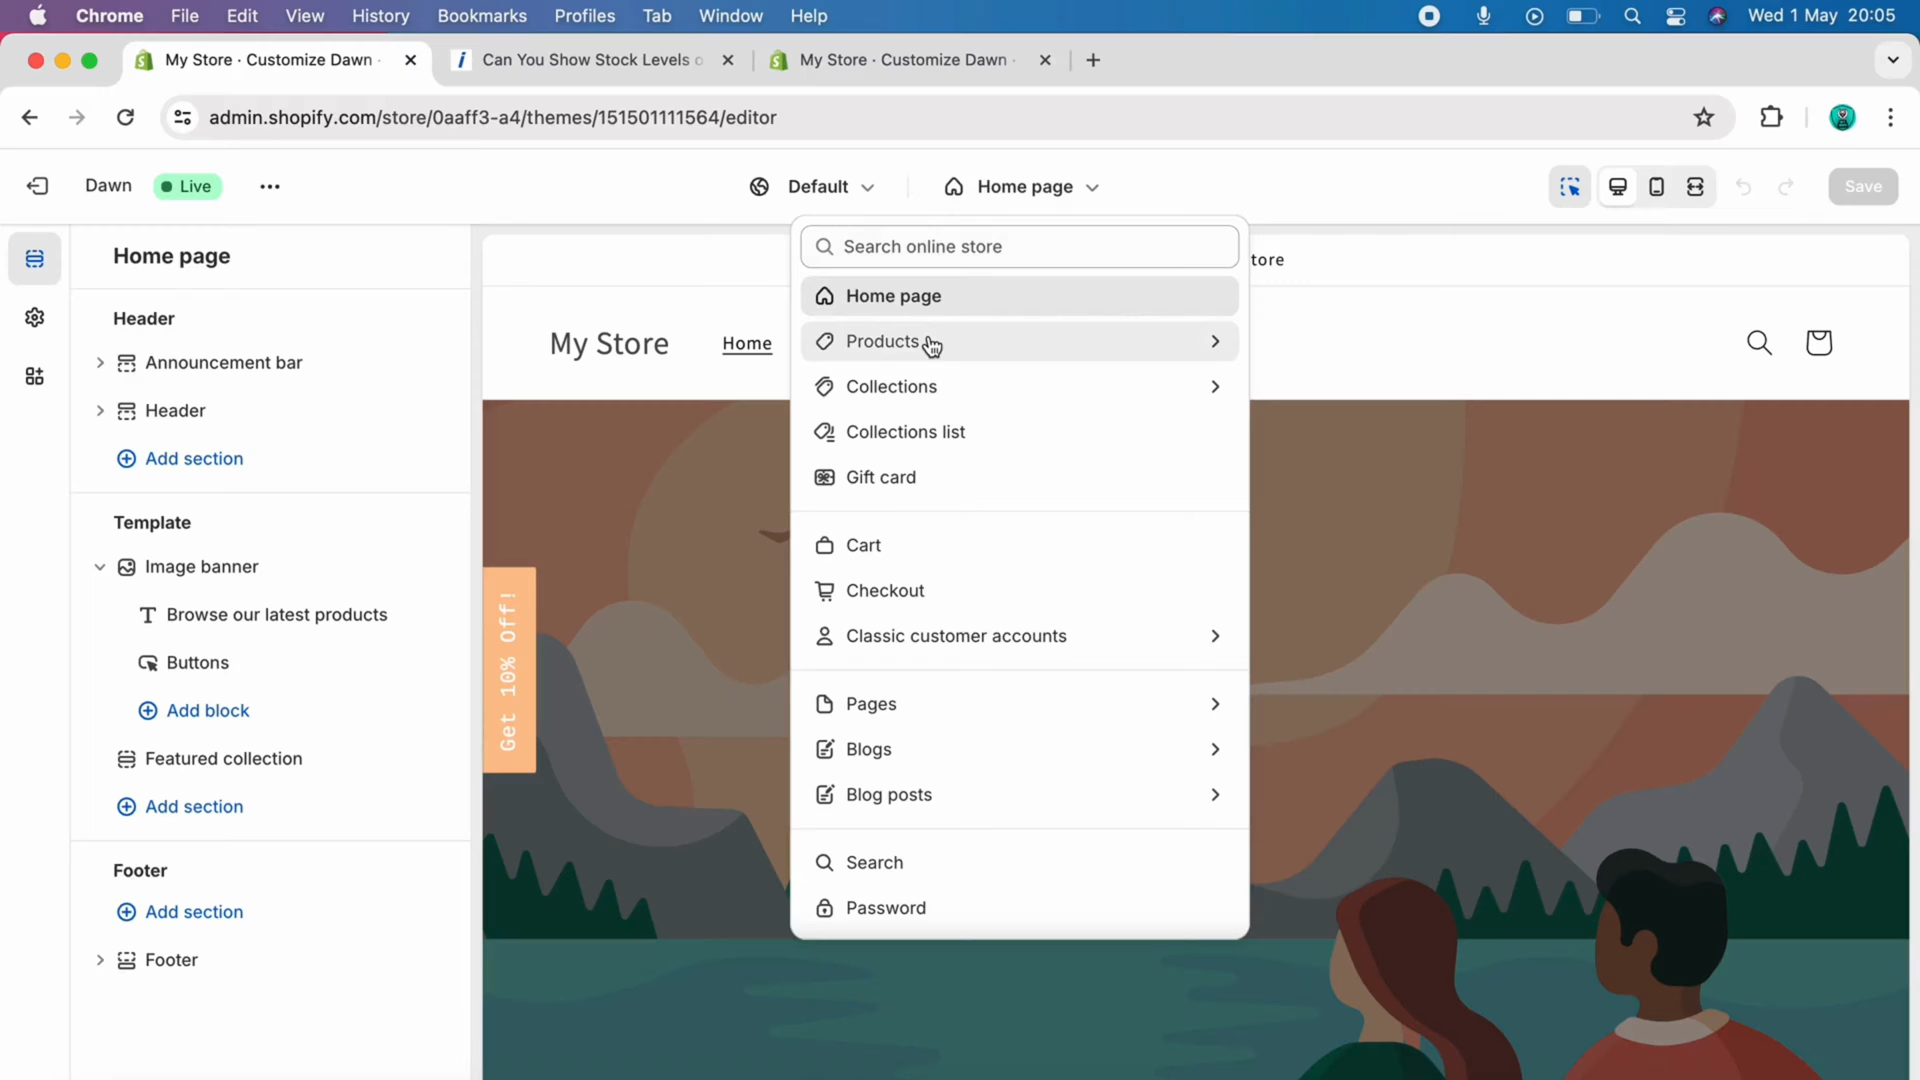 Chrome File Edit View History Bookmarks Profiles Tab Window Help Wed 1 May 20:05
My Store · Customize Dawn · Can You Show Stock Levels o My Store · Customize Dawn ·
admin.shopify.com/store/0aaff3-a4/themes/151501111564/editor
Dawn Live Default Home page Save
Home page
Header
Announcement bar
Header
Add section
Template
Image banner
Browse our latest products
Buttons
Add block
Featured collection
Add section
Footer
Add section
Footer
Search online store
Home page
Products
Collections
Collections list
Gift card
Cart
Checkout
Classic customer accounts
Pages
Blogs
Blog posts
Search
Password
tore
My Store Home
Get 10% Off!